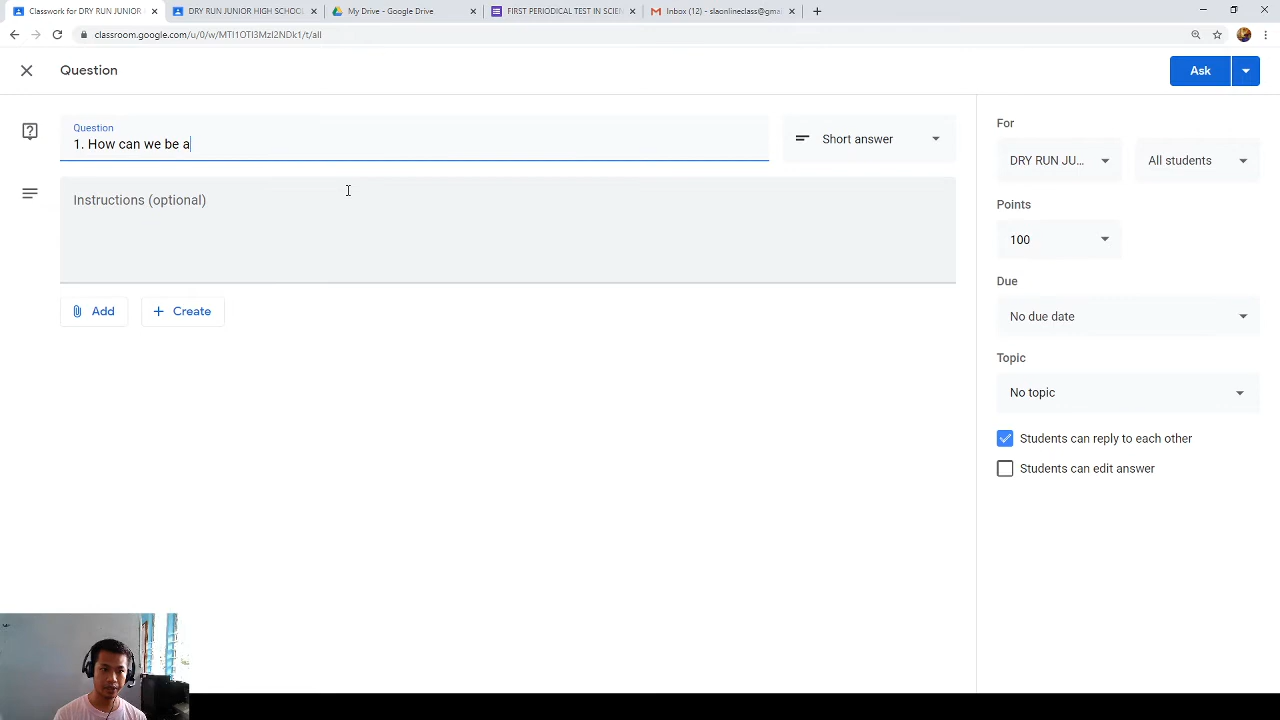 Classwork for DRY RUN JUNIOR
DRY RUN JUNIOR HIGH SCHOOL
My Drive - Google Drive
FIRST PERIODICAL TEST IN SCIEN
Inbox (12) - slaonlineclass@gma
classroom.google.com/u/0/w/MTI1OTI3MzI2NDk1/t/all
Question
Ask
Question
1. How can we be a
Short answer
Instructions (optional)
Add
Create
For
DRY RUN JU...
All students
Points
100
Due
No due date
Topic
No topic
Students can reply to each other
Students can edit answer